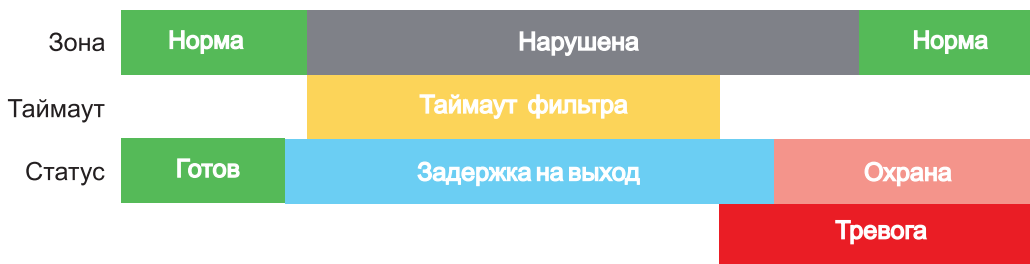 Зона Норма Нарушена Норма
Таймаут Таймаут фильтра
Статус Готов Задержка на выход Охрана
Тревога